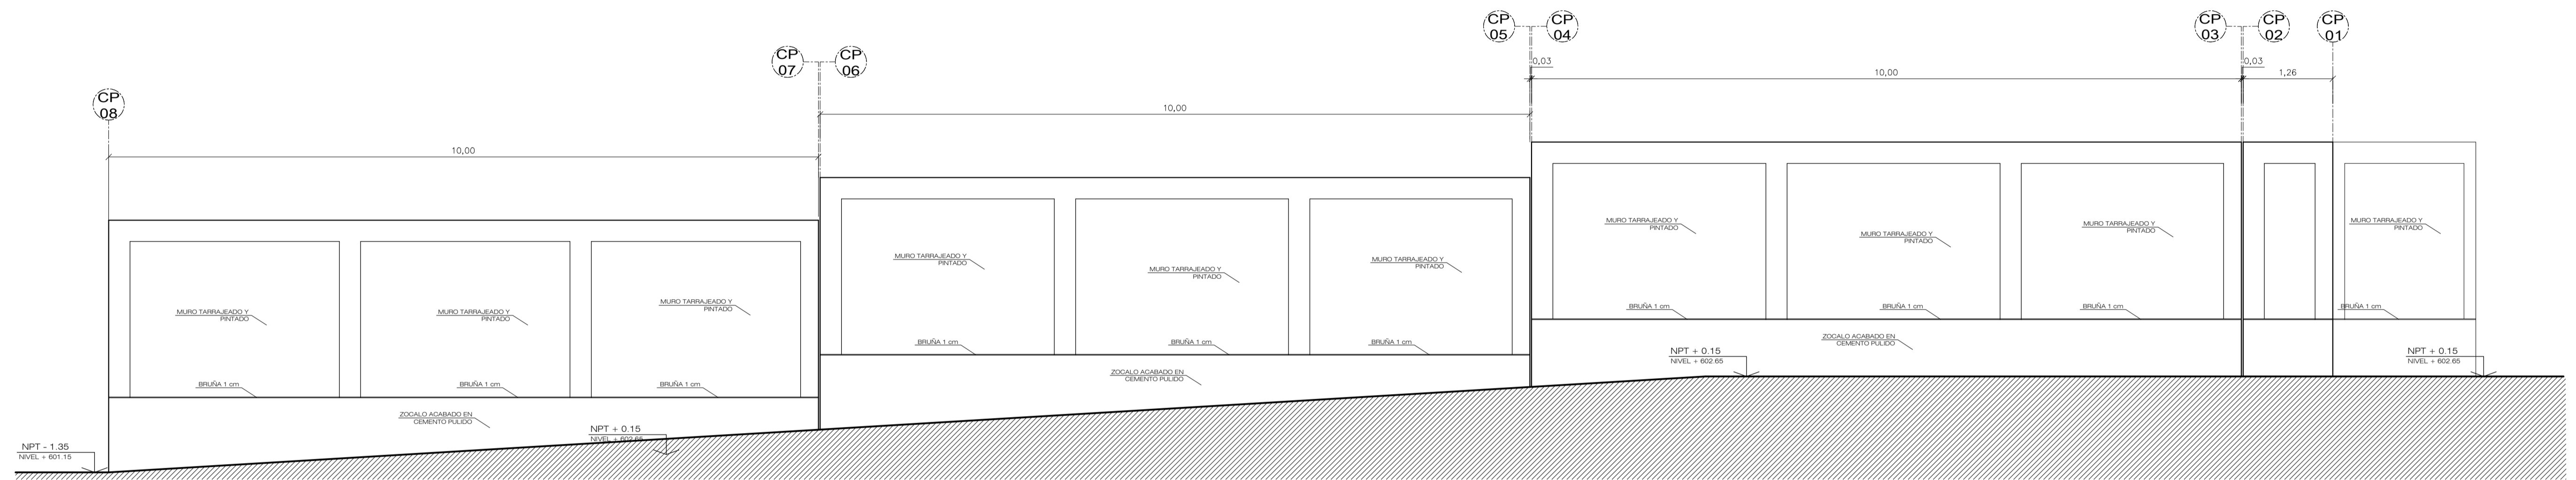 CP
05
CP
04
CP
03
CP
02
CP
01
CP
07
CP
06
CP
08
0,03
10,00
0,03
1,26
10,00
10,00
MURO TARRAJEADO Y
PINTADO
MURO TARRAJEADO Y
PINTADO
MURO TARRAJEADO Y
PINTADO
MURO TARRAJEADO Y
PINTADO
MURO TARRAJEADO Y
PINTADO
MURO TARRAJEADO Y
PINTADO
MURO TARRAJEADO Y
PINTADO
MURO TARRAJEADO Y
PINTADO
MURO TARRAJEADO Y
PINTADO
MURO TARRAJEADO Y
PINTADO
BRUÑA 1 cm
BRUÑA 1 cm
BRUÑA 1 cm
BRUÑA 1 cm
ZOCALO ACABADO EN
CEMENTO PULIDO
BRUÑA 1 cm
BRUÑA 1 cm
BRUÑA 1 cm
NPT + 0.15
NIVEL + 602.65
NPT + 0.15
NIVEL + 602.65
ZOCALO ACABADO EN
CEMENTO PULIDO
BRUÑA 1 cm
BRUÑA 1 cm
BRUÑA 1 cm
ZOCALO ACABADO EN
CEMENTO PULIDO
NPT + 0.15
NIVEL + 602.65
NPT - 1.35
NIVEL + 601.15